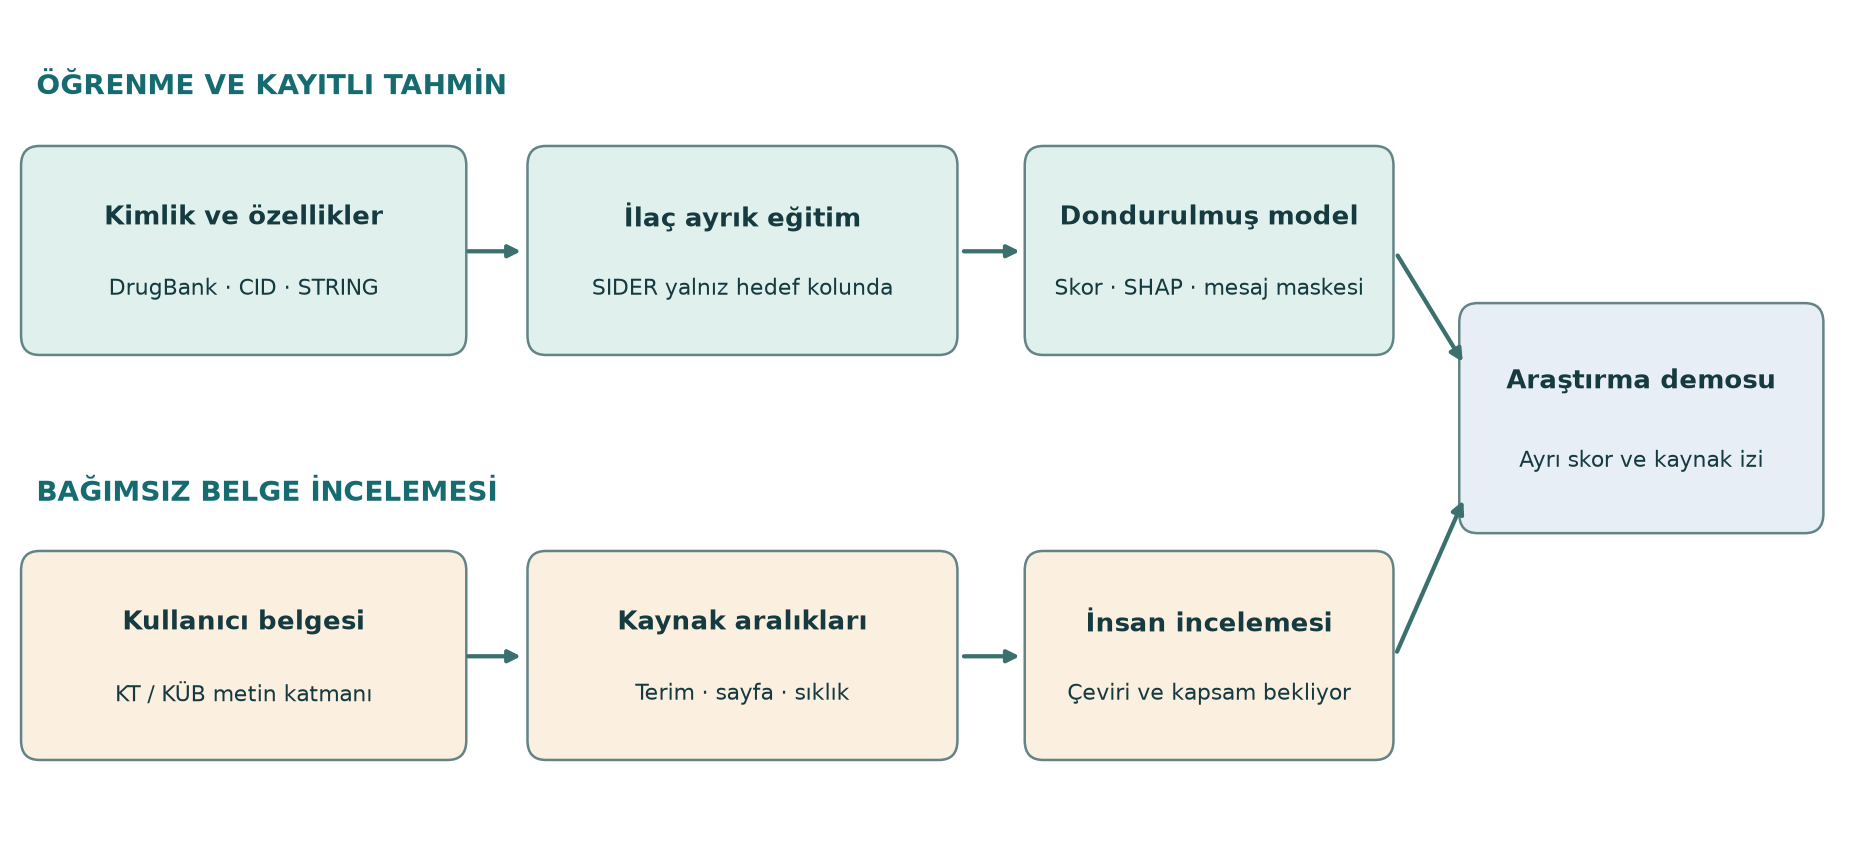 ÖĞRENME VE KAYITLI TAHMİN
Kimlik ve özellikler
DrugBank · CID · STRING
İlaç ayrık eğitim
SIDER yalnız hedef kolunda
Dondurulmuş model
Skor · SHAP · mesaj maskesi
Araştırma demosu
Ayrı skor ve kaynak izi
BAĞIMSIZ BELGE İNCELEMESİ
Kullanıcı belgesi
KT / KÜB metin katmanı
Kaynak aralıkları
Terim · sayfa · sıklık
İnsan incelemesi
Çeviri ve kapsam bekliyor